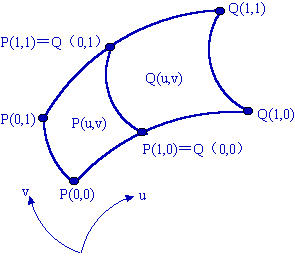 Q(1,1)
P(1,1)＝Q（0,1）
Q(u,v)
P(0,1)
P(u,v)
Q(1,0)
P(1,0)＝Q（0,0）
P(0,0)
v
u